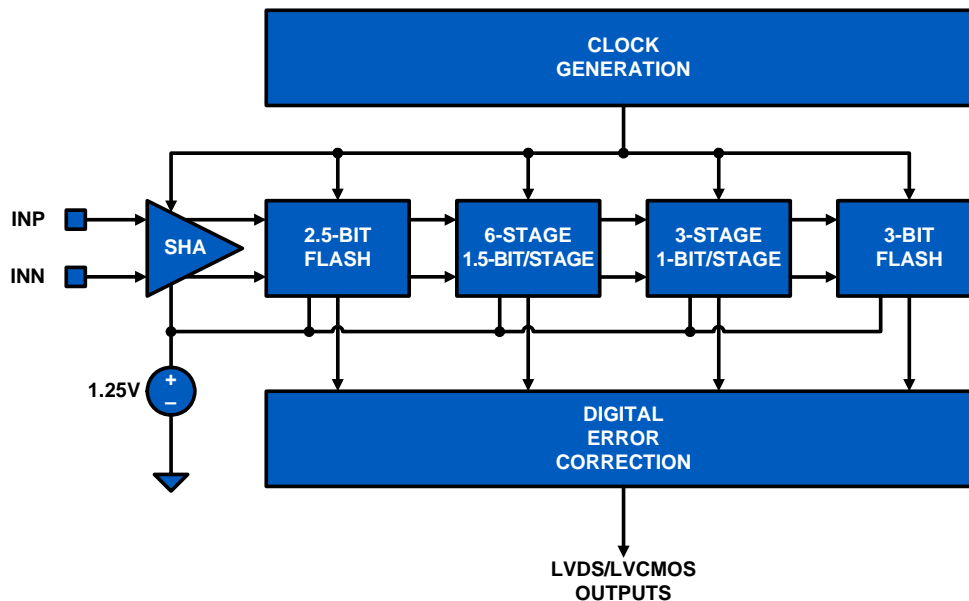 CLOCK
GENERATION
INP
INN
SHA
2.5-BIT
FLASH
6-STAGE
1.5-BIT/STAGE
3-STAGE
1-BIT/STAGE
3-BIT
FLASH
1.25V
+
–
DIGITAL
ERROR
CORRECTION
LVDS/LVCMOS
OUTPUTS